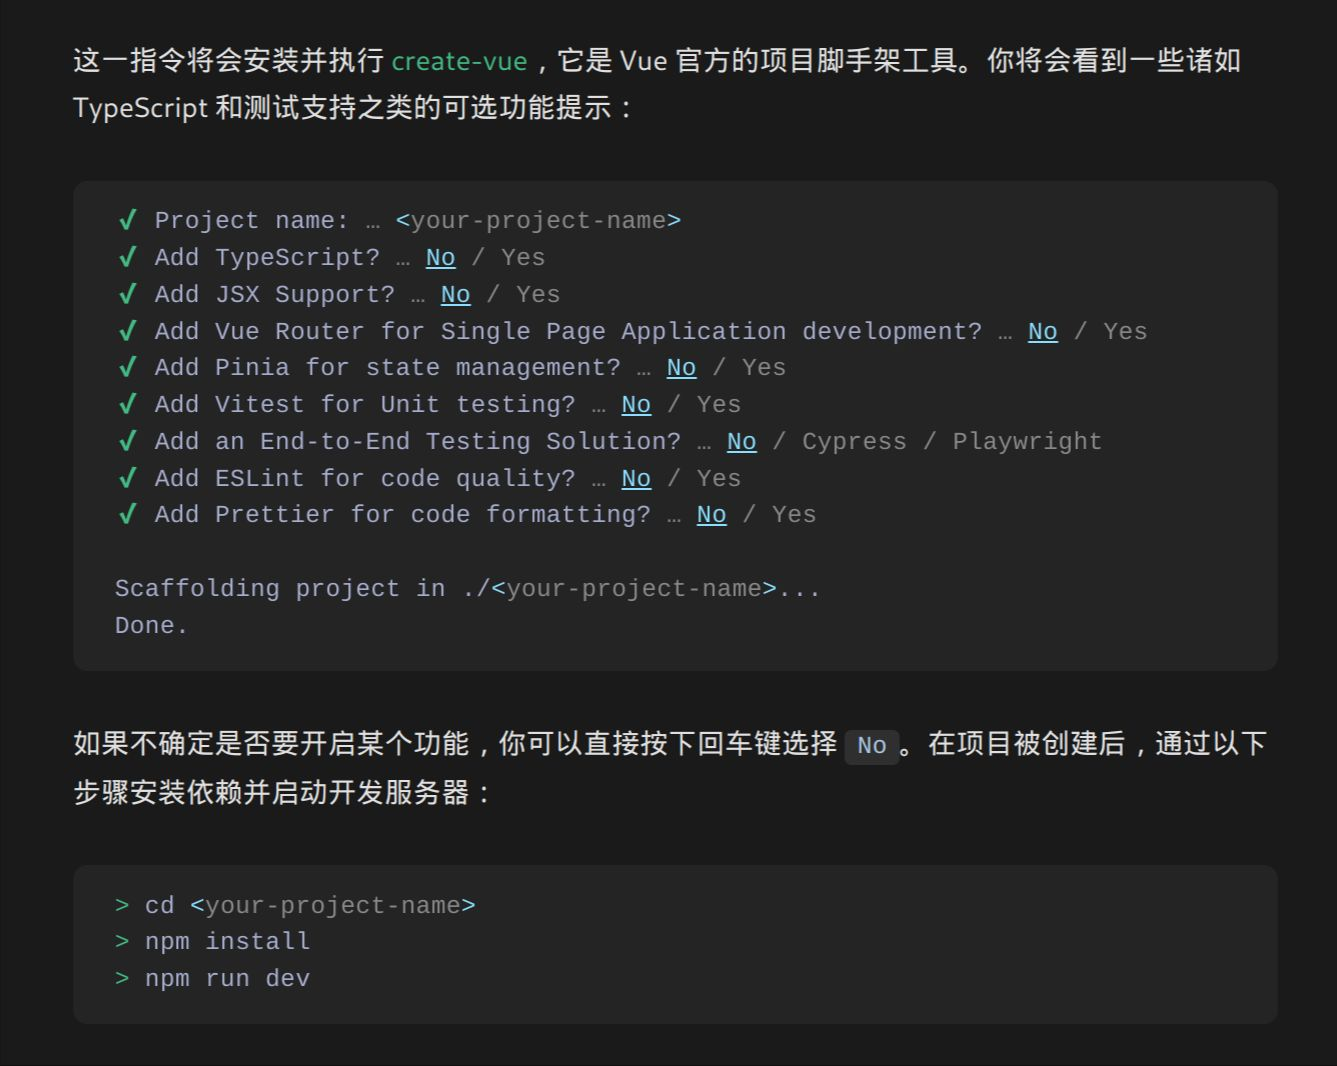 这一指令将会安装并执行 create-vue，它是 Vue 官方的项目脚手架工具。你将会看到一些诸如
TypeScript 和测试支持之类的可选功能提示：
✔ Project name: … <your-project-name>
✔ Add TypeScript? … No / Yes
✔ Add JSX Support? … No / Yes
✔ Add Vue Router for Single Page Application development? … No / Yes
✔ Add Pinia for state management? … No / Yes
✔ Add Vitest for Unit testing? … No / Yes
✔ Add an End-to-End Testing Solution? … No / Cypress / Playwright
✔ Add ESLint for code quality? … No / Yes
✔ Add Prettier for code formatting? … No / Yes
Scaffolding project in ./<your-project-name>...
Done.
如果不确定是否要开启某个功能，你可以直接按下回车键选择 No。在项目被创建后，通过以下
步骤安装依赖并启动开发服务器：
> cd <your-project-name>
> npm install
> npm run dev